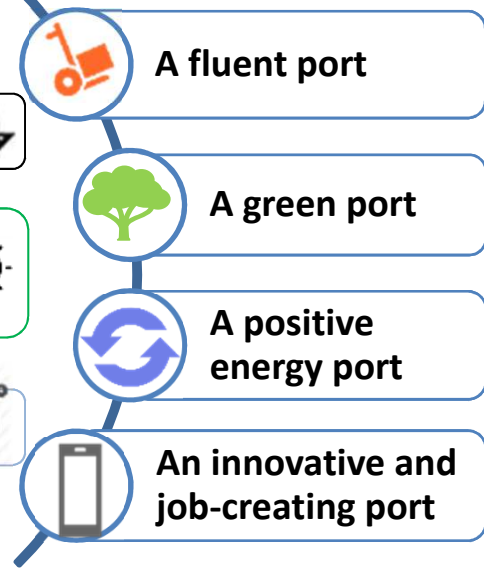 A fluent port
A green port
A positive
energy port
An innovative and
job-creating port